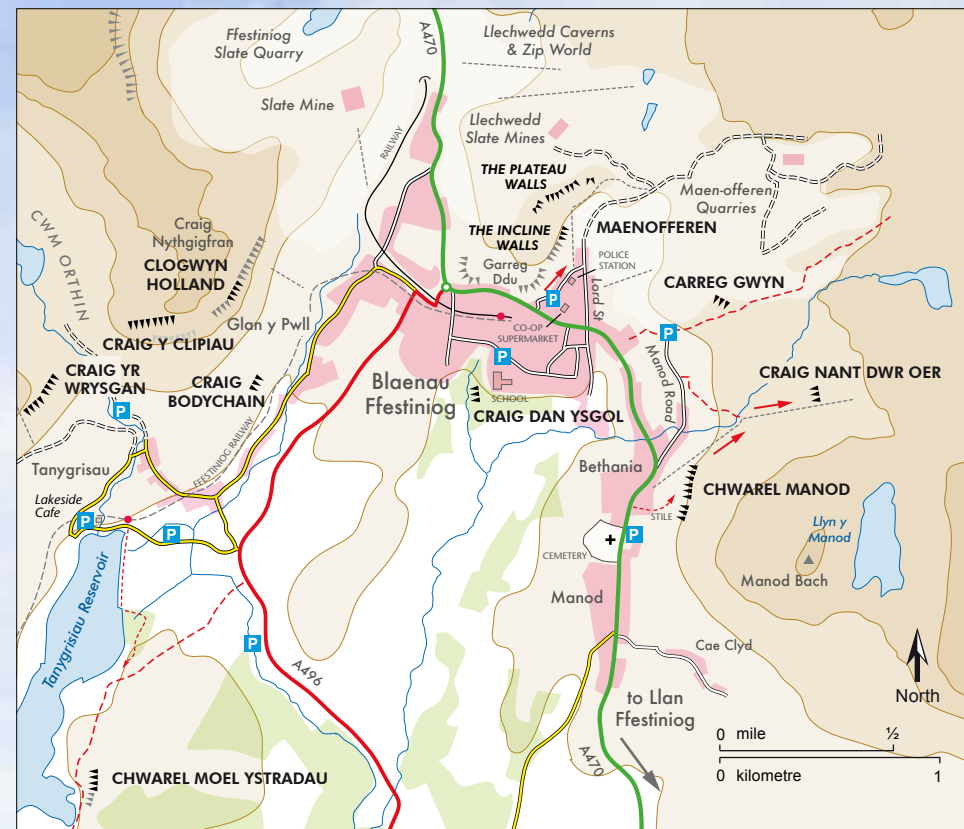 Ffestiniog
Slate Quarry
A470
Llechwedd Caverns
& Zip World
Slate Mine
RAILWAY
Llechwedd
Slate Mines
THE PLATEAU
WALLS
Maen-offeren
Quarries
CWM ORTHIN
Craig
Nythgigfran
CLOGWYN
HOLLAND
THE INCLINE
WALLS
MAENOFFEREN
Garreg
Ddu
POLICE
STATION
CARREG GWYN
P
Lord St
Glan y Pwll
CRAIG Y CLIPIAU
CO-OP
SUPERMARKET
P
CRAIG YR
WRYSGAN
CRAIG
BODYCHAIN
P
Blaenau
Ffestiniog
P
SCHOOL
CRAIG DAN YSGOL
Manod Road
CRAIG NANT DWR OER
Tanygrisau
FFESTINIOG RAILWAY
Bethania
CHWAREL MANOD
Lakeside
Cafe
P
P
STILE
P
CEMETERY
Llyn y
Manod
Manod Bach
Tanygrisiau Reservoir
Manod
P
Cae Clyd
A496
North
to Llan
Ffestiniog
A470
0 mile ½
0 kilometre 1
CHWAREL MOEL YSTRADAU